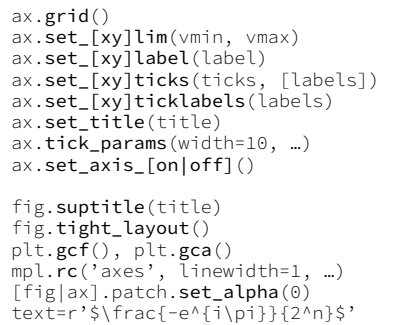 ax.grid()
ax.set_[xy]lim(vmin, vmax)
ax.set_[xy]label(label)
ax.set_[xy]ticks(ticks, [labels])
ax.set_[xy]ticklabels(labels)
ax.set_title(title)
ax.tick_params(width=10, …)
ax.set_axis_[on|off]()
fig.suptitle(title)
fig.tight_layout()
plt.gcf(), plt.gca()
mpl.rc(’axes’, linewidth=1, …)
[fig|ax].patch.set_alpha(0)
text=r’$\frac{-e^{i\pi}}{2^n}$’